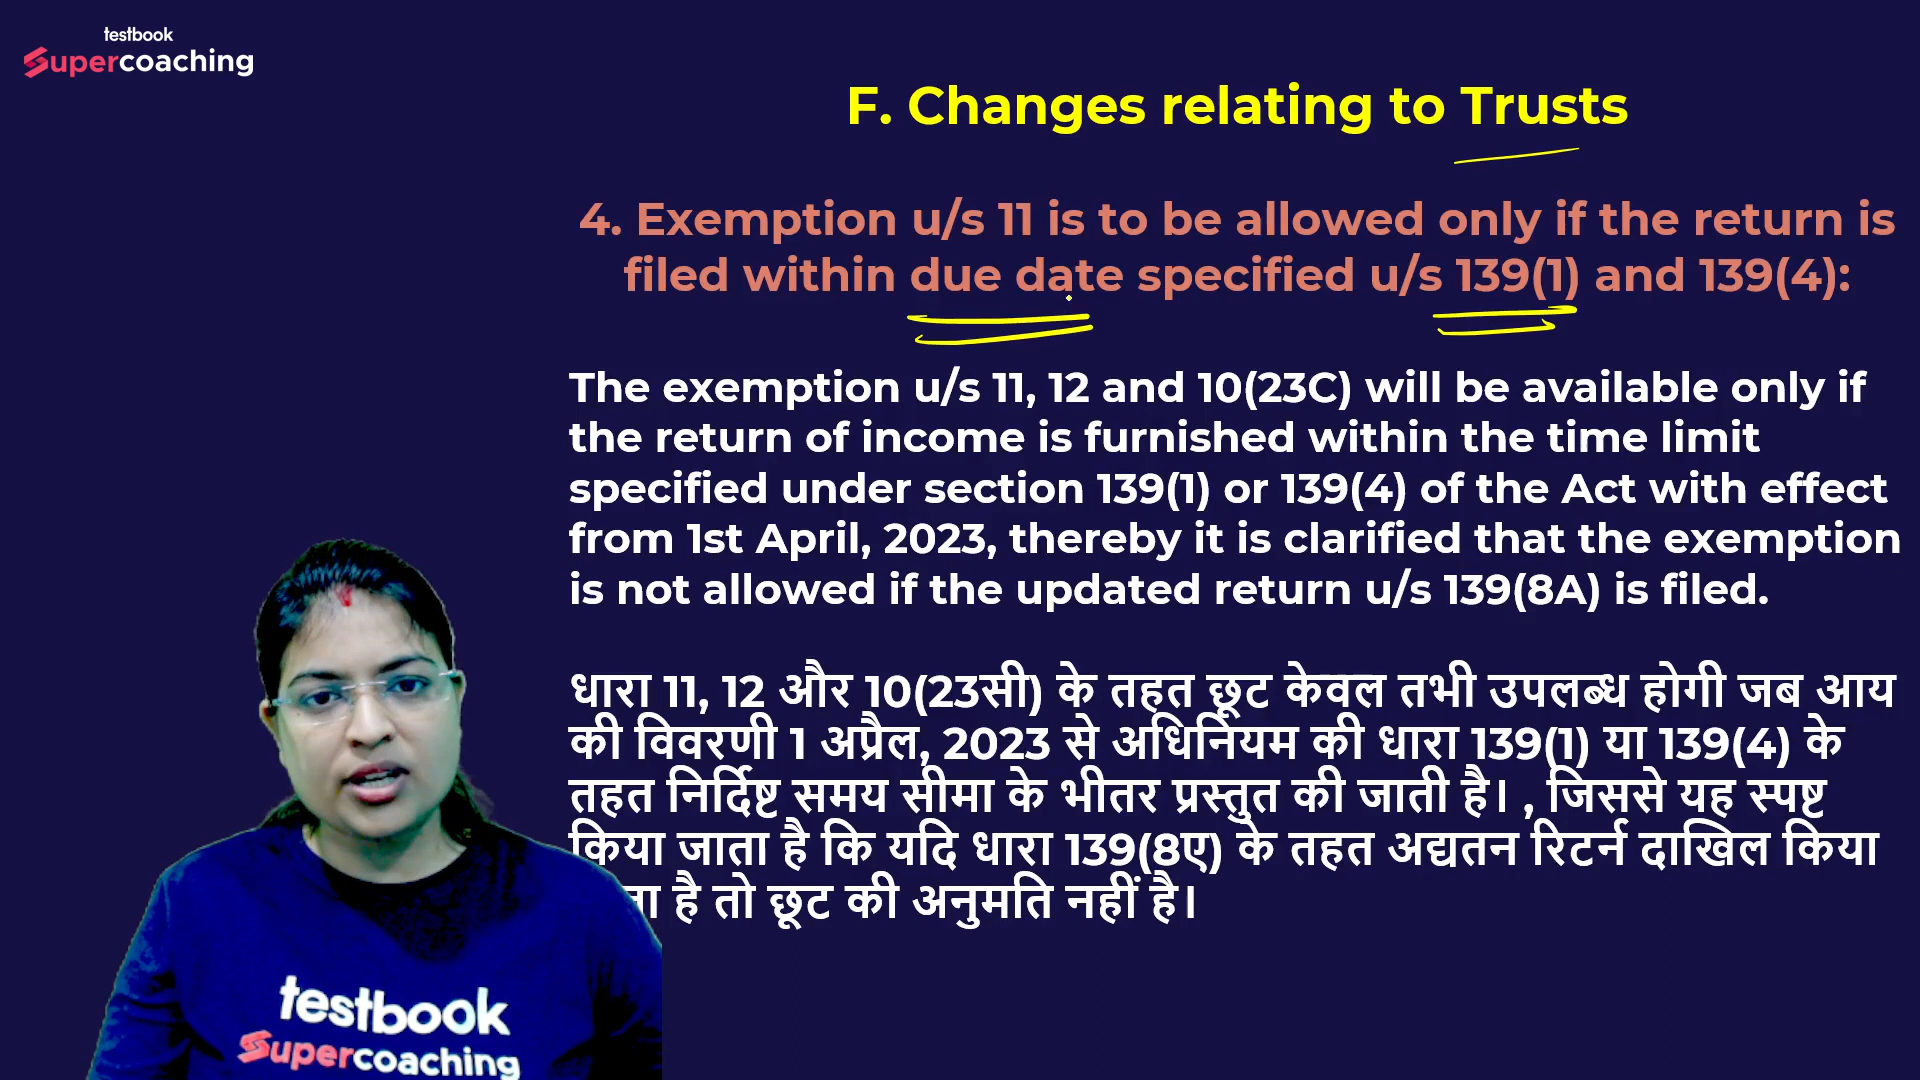 testbook
Supercoaching
F. Changes relating to Trusts
4. Exemption u/s 11 is to be allowed only if the return is
filed within due date specified u/s 139(1) and 139(4):
The exemption u/s 11, 12 and 10(23C) will be available only if
the return of income is furnished within the time limit
specified under section 139(1) or 139(4) of the Act with effect
from 1st April, 2023, thereby it is clarified that the exemption
is not allowed if the updated return u/s 139(8A) is filed.
धारा 11, 12 और 10(23सी) के तहत छूट केवल तभी उपलब्ध होगी जब आय
की विवरणी 1 अप्रैल, 2023 से अधिनियम की धारा 139(1) या 139(4) के
तहत निर्दिष्ट समय सीमा के भीतर प्रस्तुत की जाती है। , जिससे यह स्पष्ट
किया जाता है कि यदि धारा 139(8ए) के तहत अद्यतन रिटर्न दाखिल किया
है तो छूट की अनुमति नहीं है।
testbook
Supercoaching